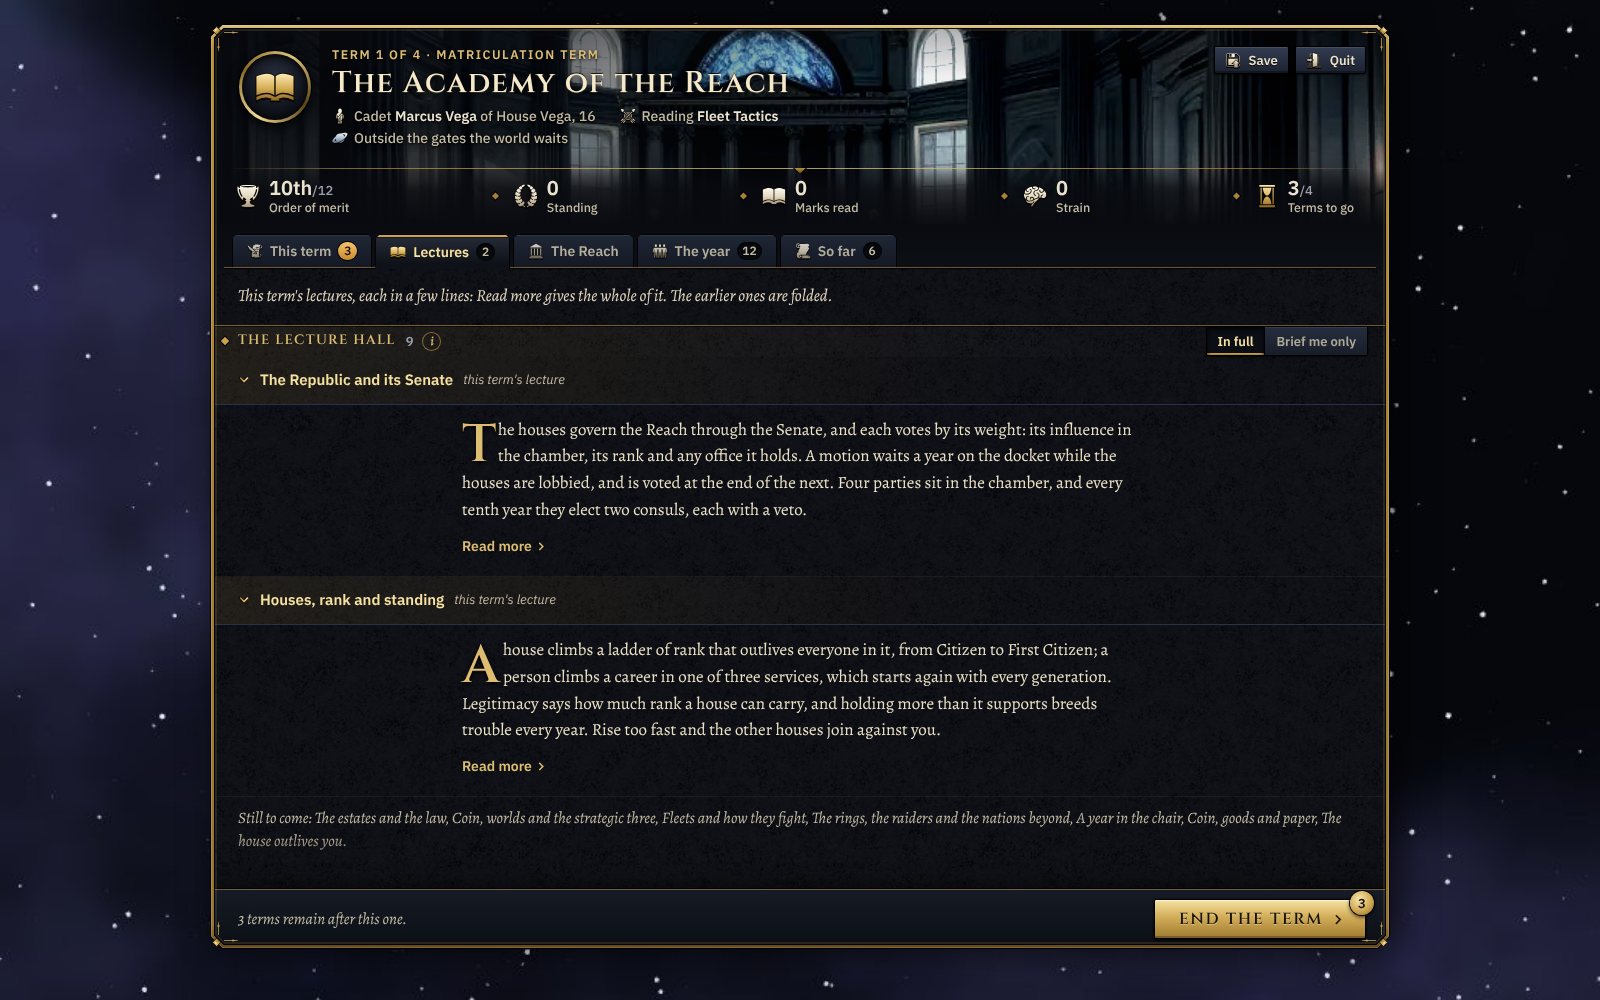 TERM 1 OF 4 · MATRICULATION TERM
THE ACADEMY OF THE REACH
Cadet Marcus Vega of House Vega, 16
Reading Fleet Tactics
Outside the gates the world waits
Save
Quit
10th/12
Order of merit
0
Standing
0
Marks read
0
Strain
3/4
Terms to go
This term 3
Lectures 2
The Reach
The year 12
So far 6
This term's lectures, each in a few lines: Read more gives the whole of it. The earlier ones are folded.
THE LECTURE HALL 9 i
In full
Brief me only
The Republic and its Senate this term's lecture
The houses govern the Reach through the Senate, and each votes by its weight: its influence in
the chamber, its rank and any office it holds. A motion waits a year on the docket while the
houses are lobbied, and is voted at the end of the next. Four parties sit in the chamber, and every
tenth year they elect two consuls, each with a veto.
Read more
Houses, rank and standing this term's lecture
A house climbs a ladder of rank that outlives everyone in it, from Citizen to First Citizen; a
person climbs a career in one of three services, which starts again with every generation.
Legitimacy says how much rank a house can carry, and holding more than it supports breeds
trouble every year. Rise too fast and the other houses join against you.
Read more
Still to come: The estates and the law, Coin, worlds and the strategic three, Fleets and how they fight, The rings, the raiders and the nations beyond, A year in the chair, Coin, goods and paper, The
house outlives you.
3 terms remain after this one.
END THE TERM
3